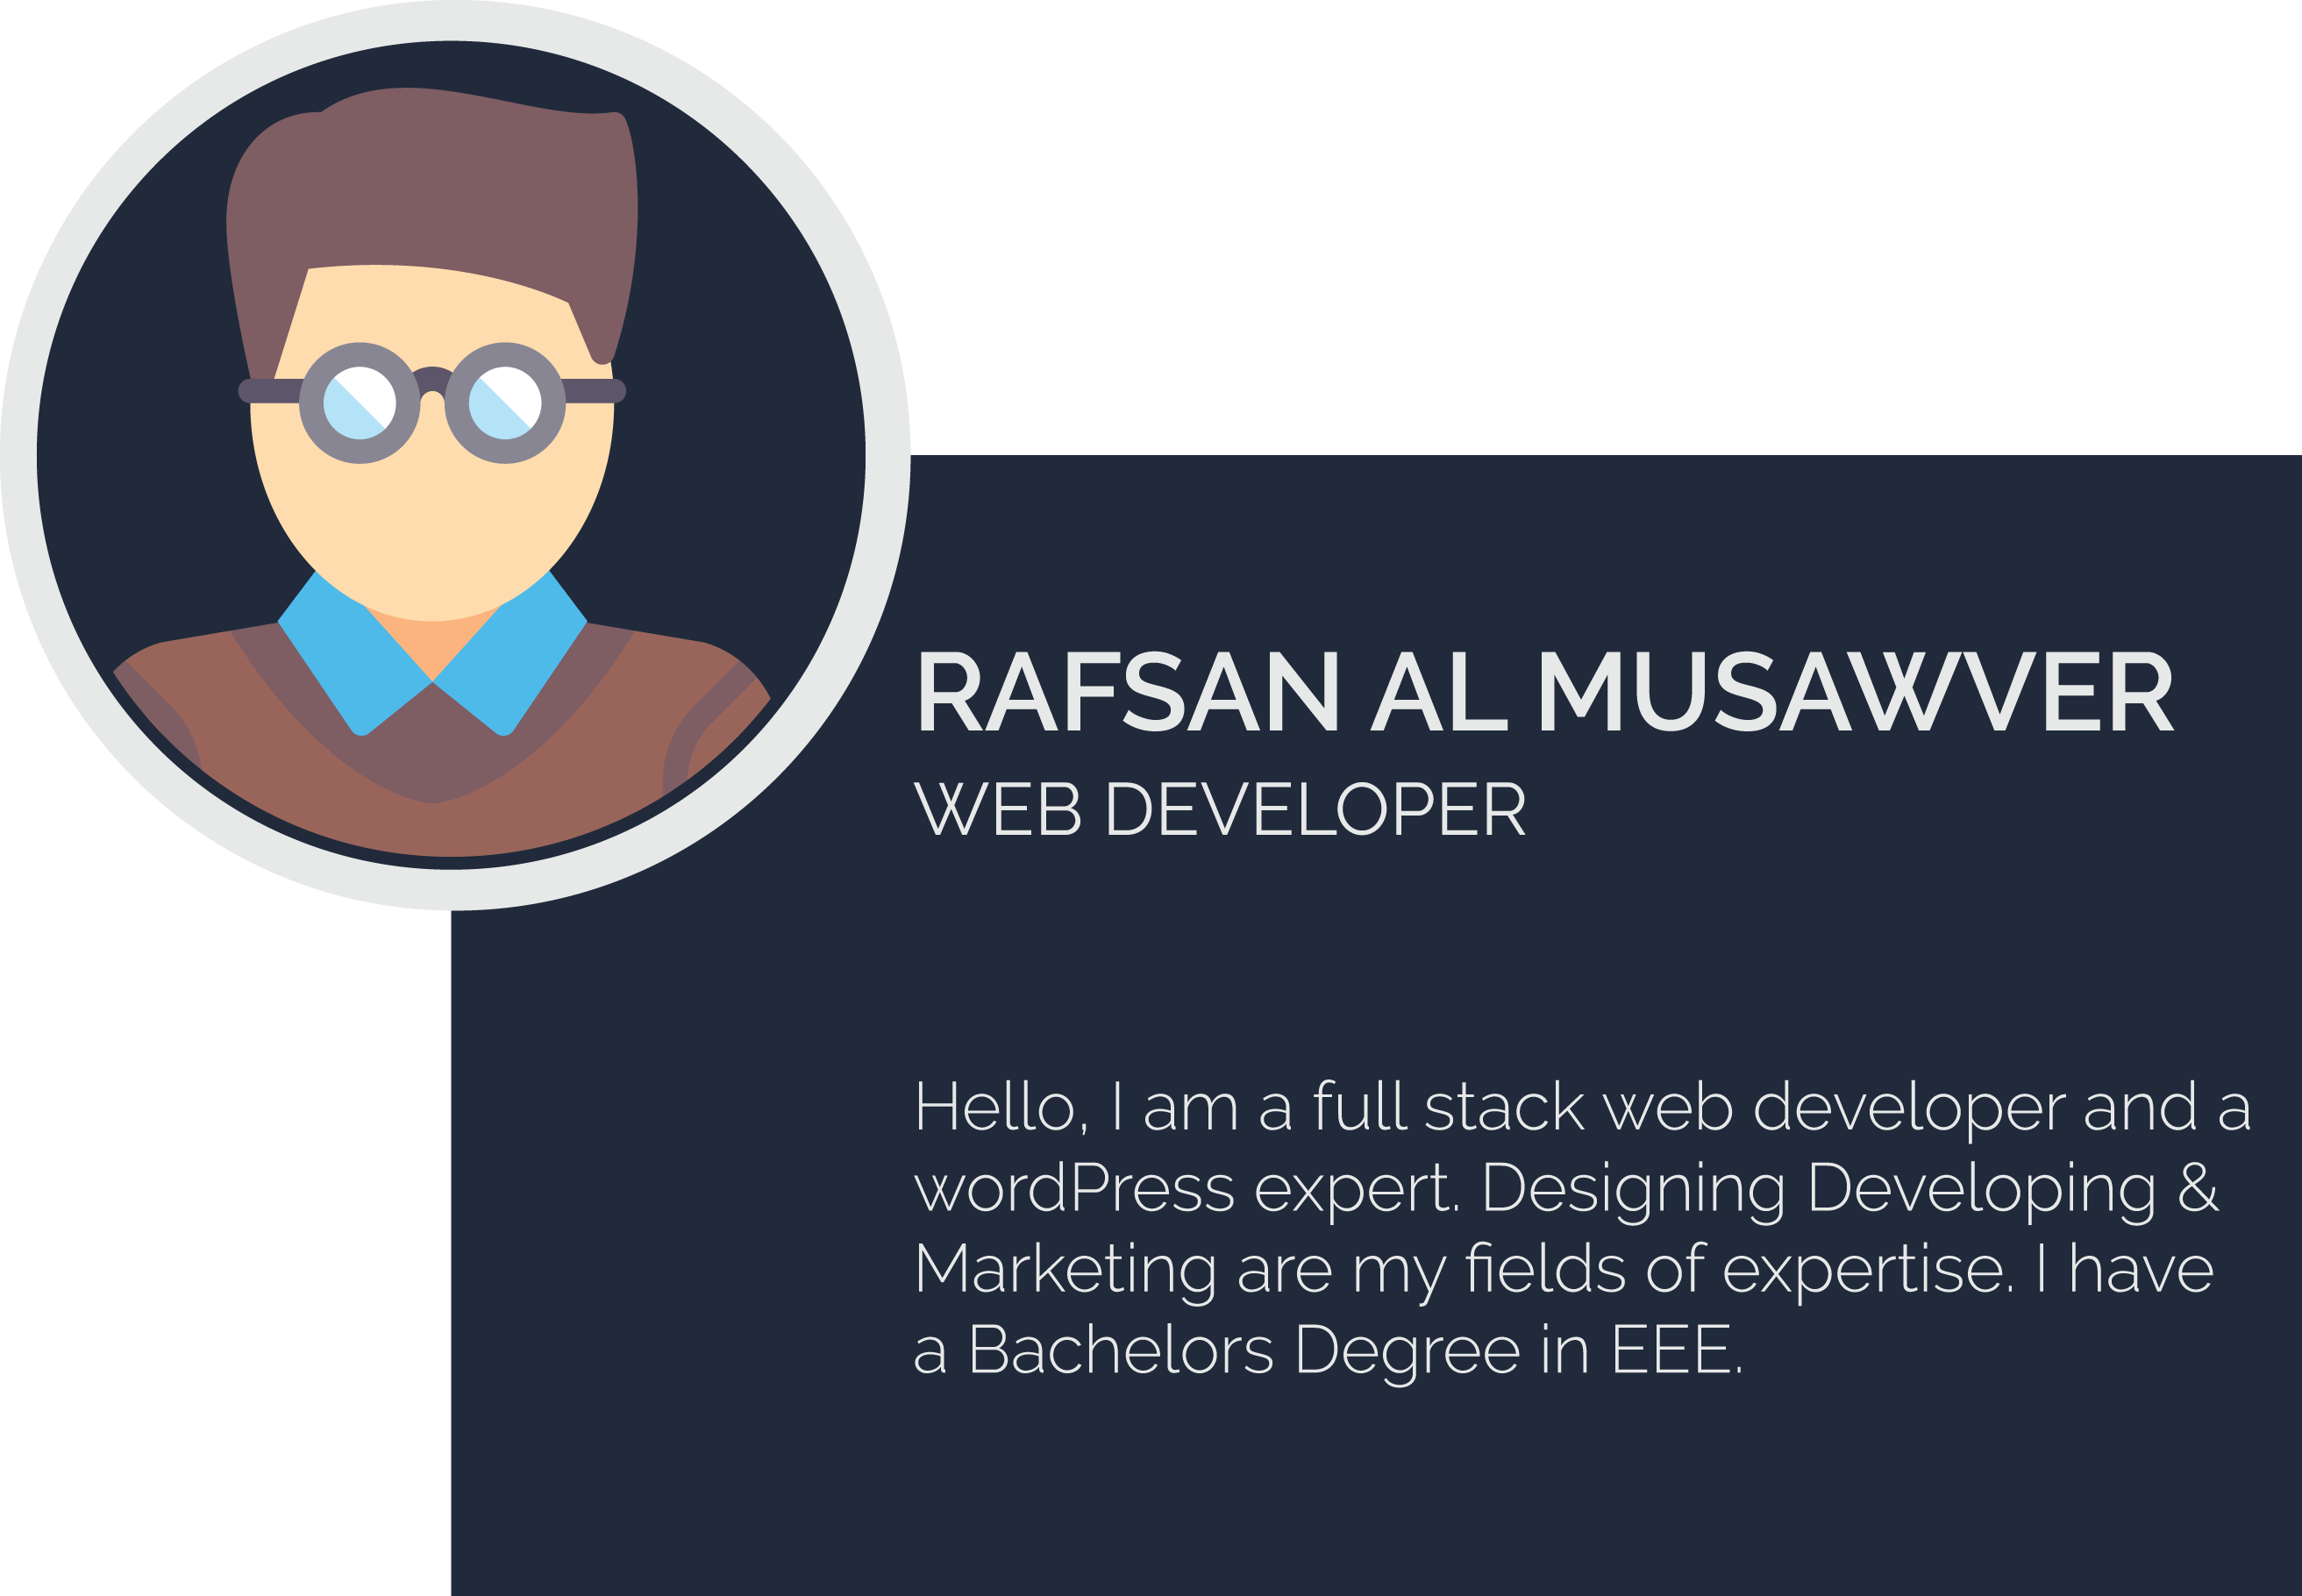 RAFSAN AL MUSAWVER
WEB DEVELOPER
Hello, I am a full stack web developer and a
wordPress expert. Designing Developing &
Marketing are my fields of expertise. I have
a Bachelors Degree in EEE.